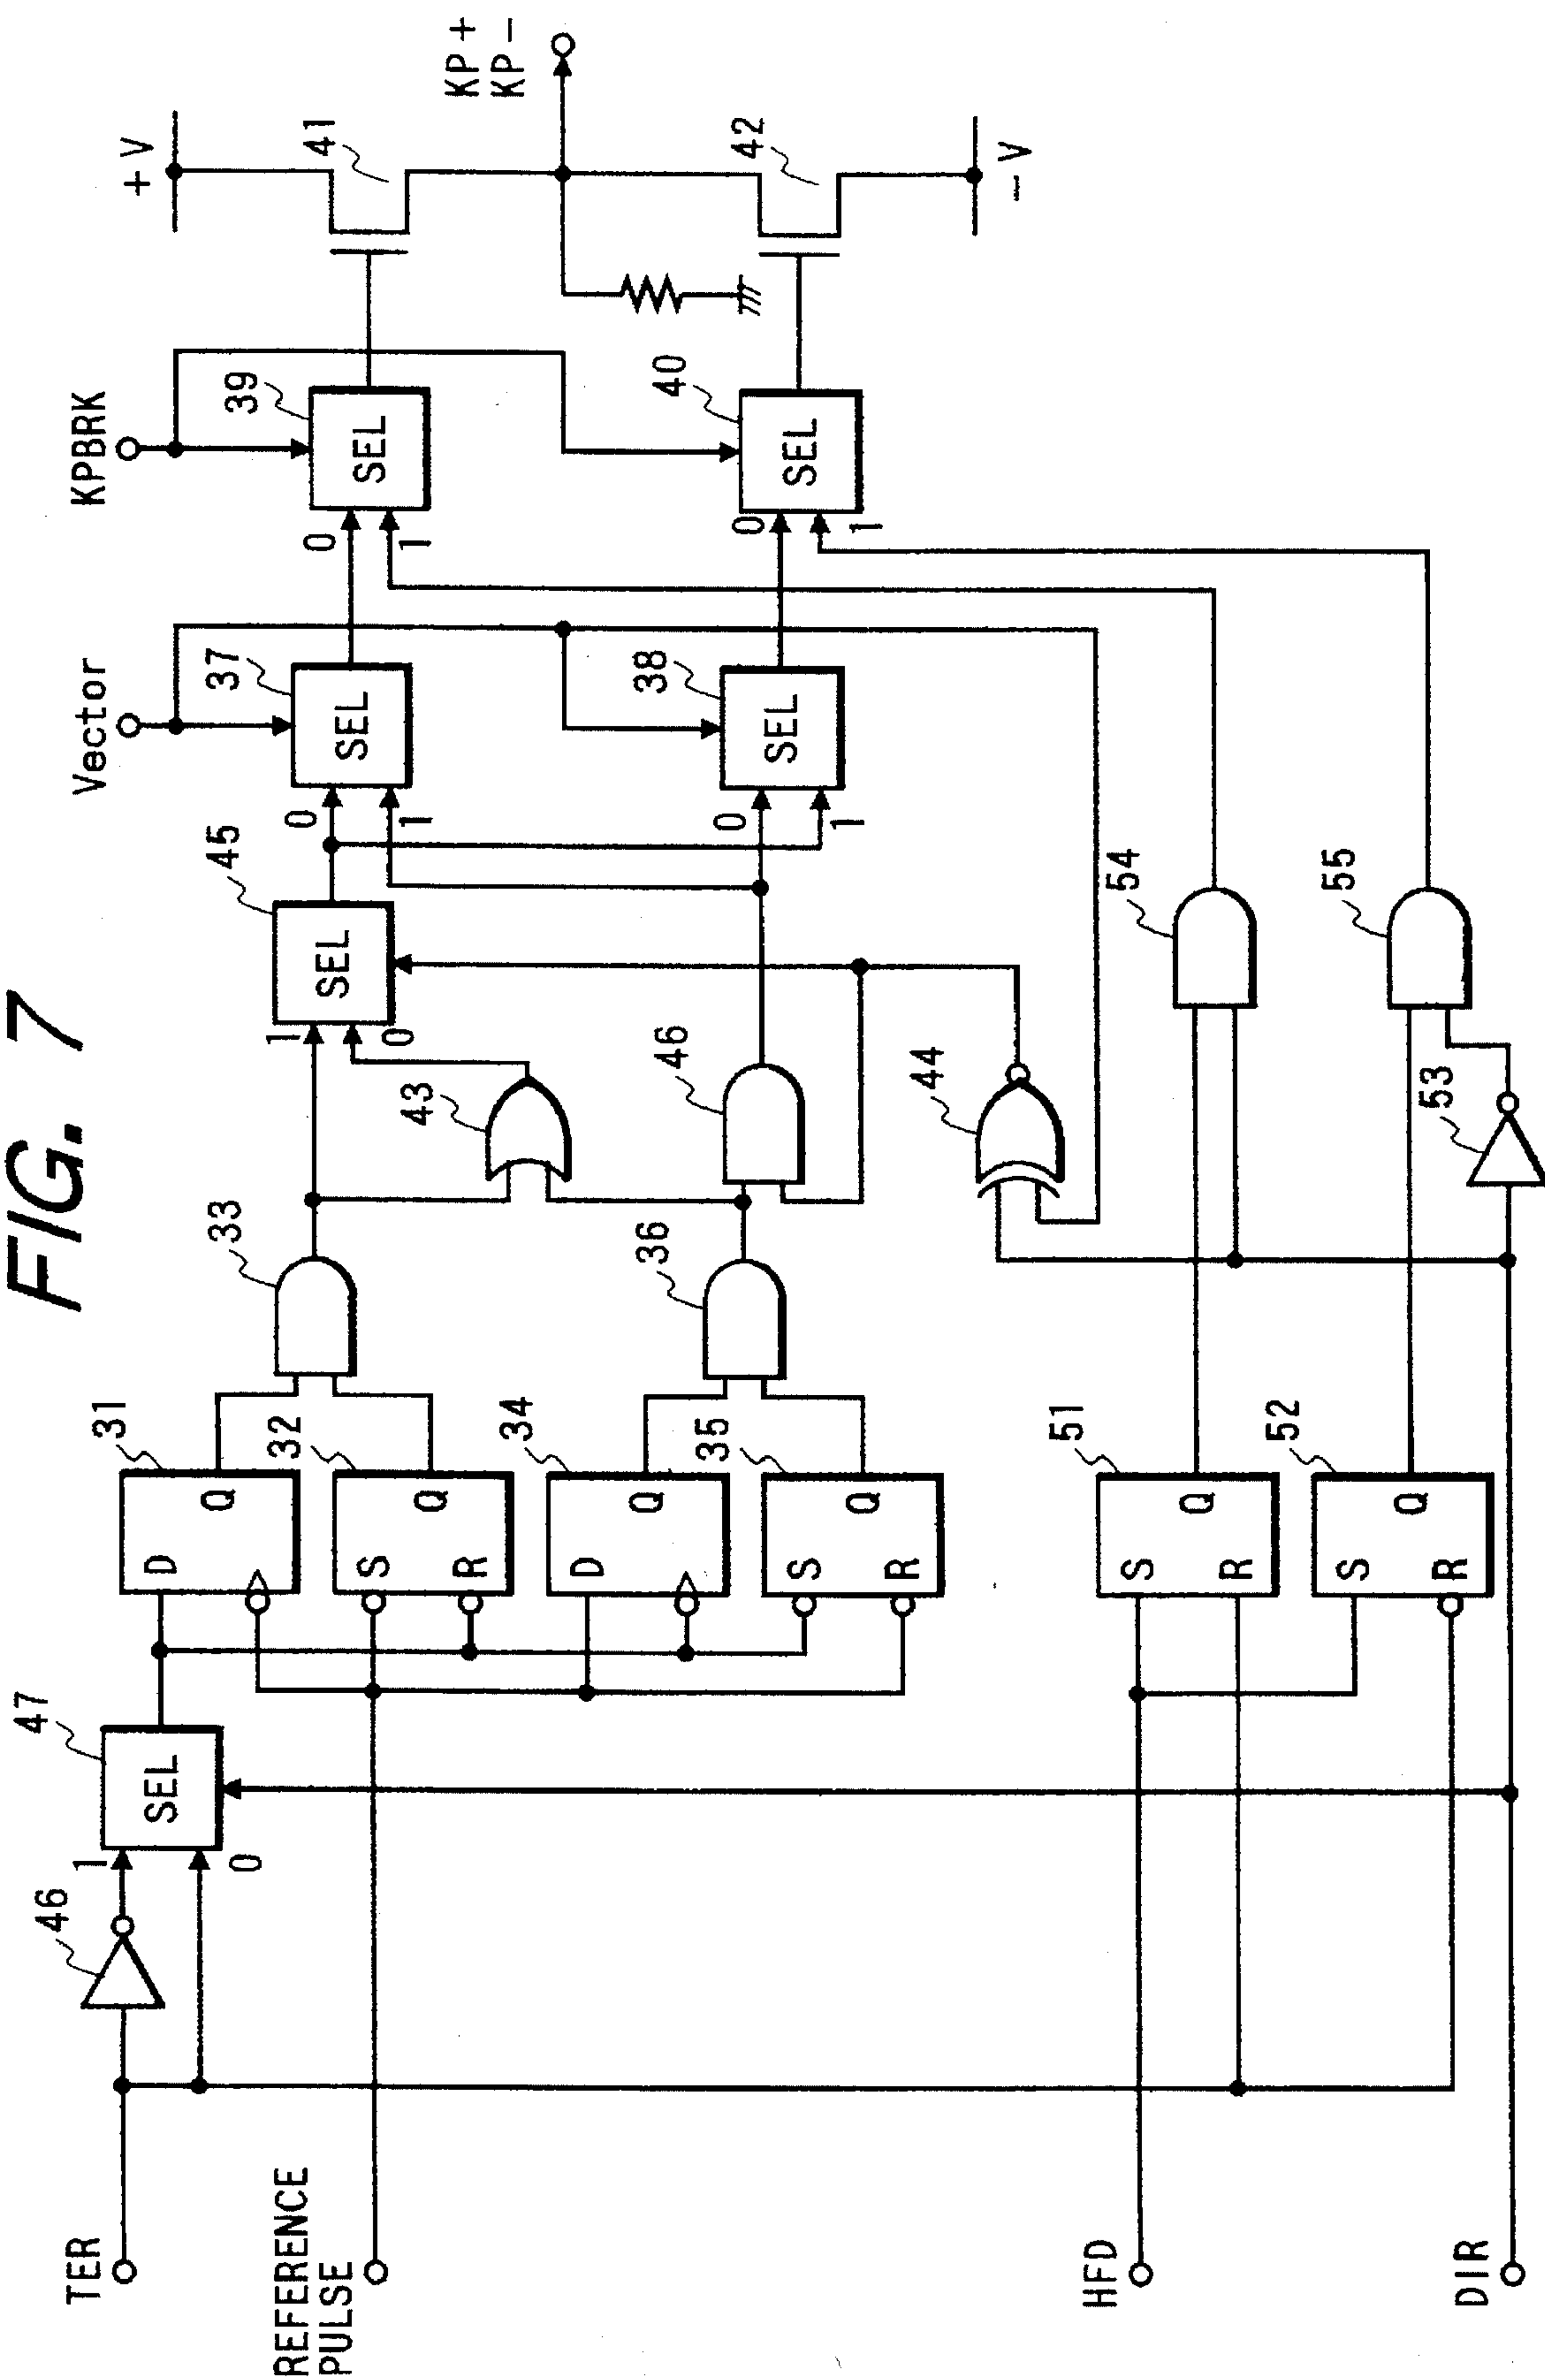 FIG. 7
TER
REFERENCE
PULSE
HFD
DIR
46
47
1
0
SEL
31
D
Q
32
S
Q
R
34
D
Q
35
S
Q
R
51
S
Q
R
52
S
Q
R
33
36
43
46
44
53
54
55
45
1
0
SEL
Vector
37
0
1
SEL
38
0
1
SEL
KPBRK
39
0
1
SEL
40
0
1
SEL
+V
41
42
-V
KP+
KP-